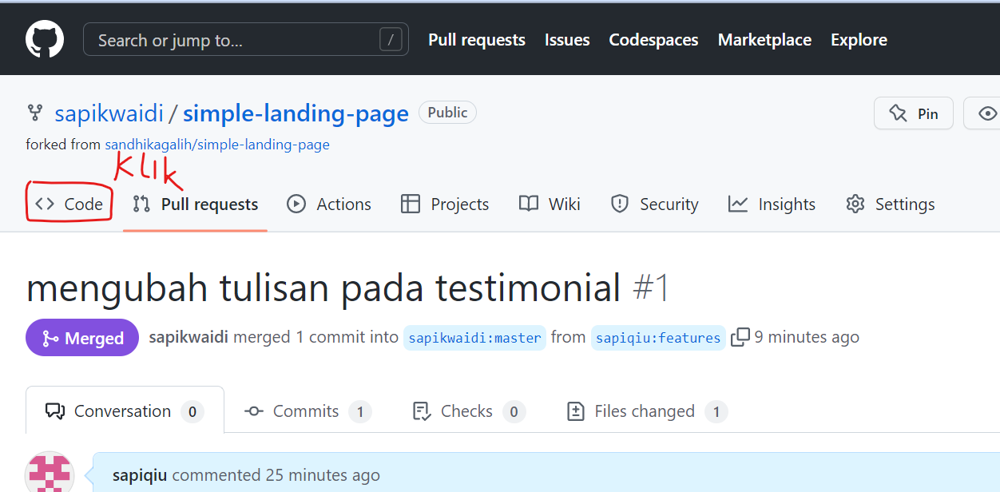 Search or jump to... /
Pull requests Issues Codespaces Marketplace Explore
sapikwaidi / simple-landing-page Public
Pin
forked from sandhikagalih/simple-landing-page
KLIK
Code Pull requests Actions Projects Wiki Security Insights Settings
mengubah tulisan pada testimonial #1
Merged sapikwaidi merged 1 commit into sapikwaidi:master from sapiqiu:features 9 minutes ago
Conversation 0 Commits 1 Checks 0 Files changed 1
sapiqiu commented 25 minutes ago